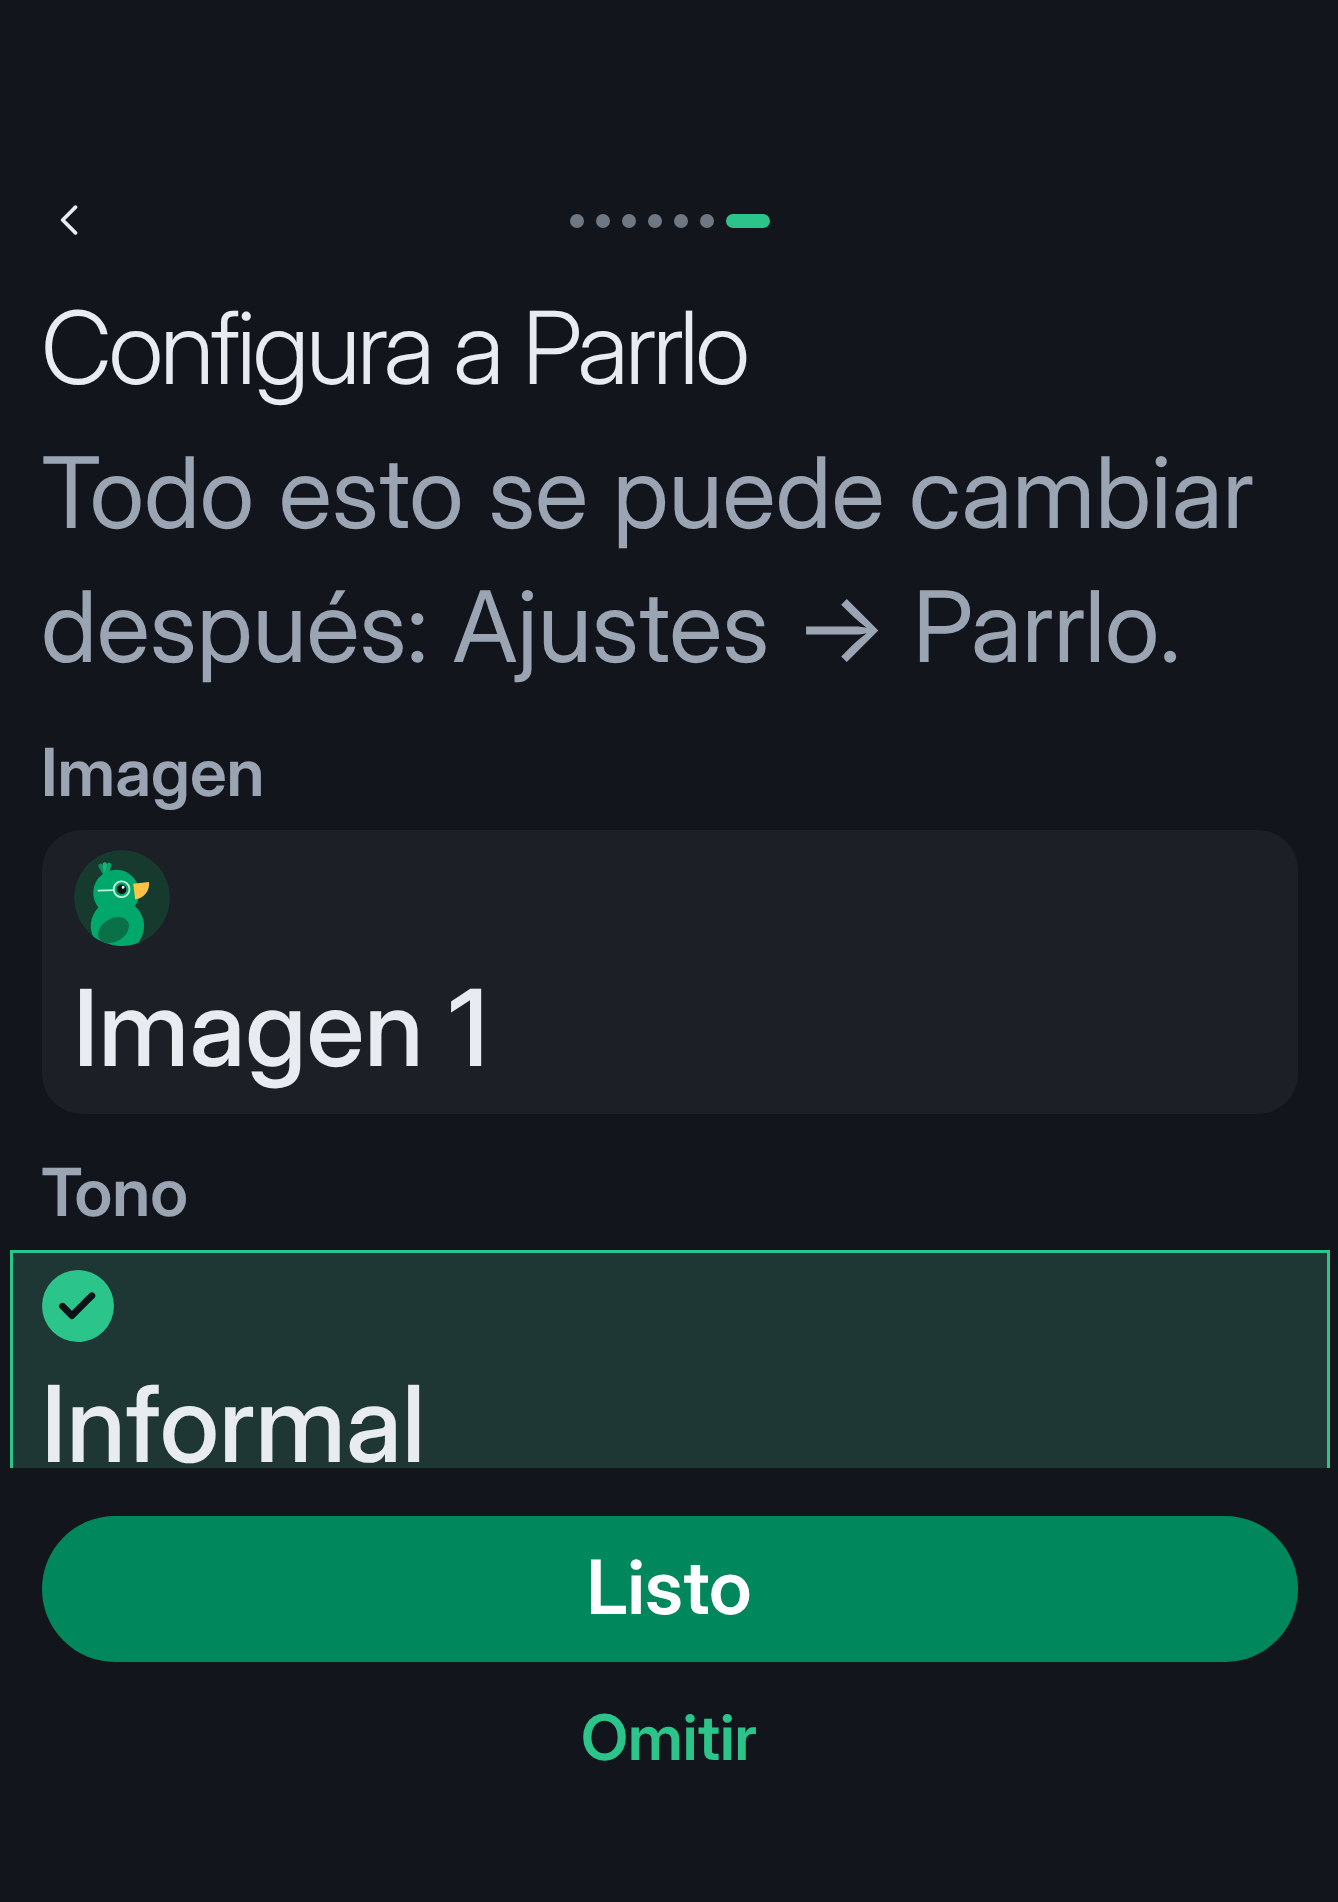 Configura a Parrlo
Todo esto se puede cambiar
después: Ajustes → Parrlo.
Imagen
Imagen 1
Tono
Informal
Listo
Omitir